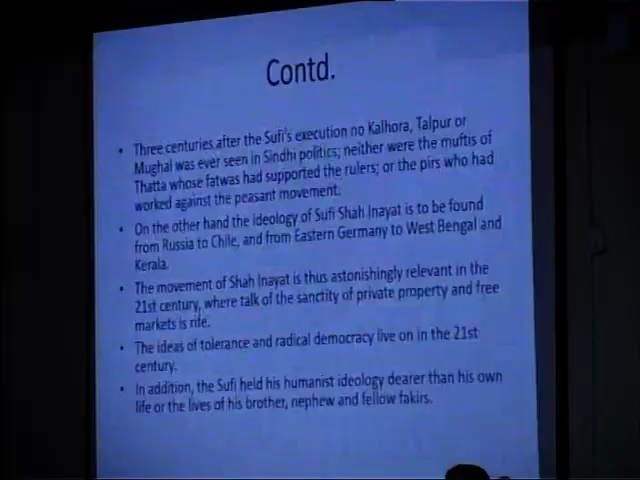 Contd.
• Three centuries after the Sufi's execution no Kalhora, Talpur or
Mughal was ever seen in Sindhi politics; neither were the muftis of
Thatta whose fatwas had supported the rulers; or the pirs who had
worked against the peasant movement.
• On the other hand the ideology of Sufi Shah Inayat is to be found
from Russia to Chile, and from Eastern Germany to West Bengal and
Kerala.
• The movement of Shah Inayat is thus astonishingly relevant in the
21st century, where talk of the sanctity of private property and free
markets is rife.
• The ideas of tolerance and radical democracy live on in the 21st
century.
• In addition, the Sufi held his humanist ideology dearer than his own
life or the lives of his brother, nephew and fellow fakirs.